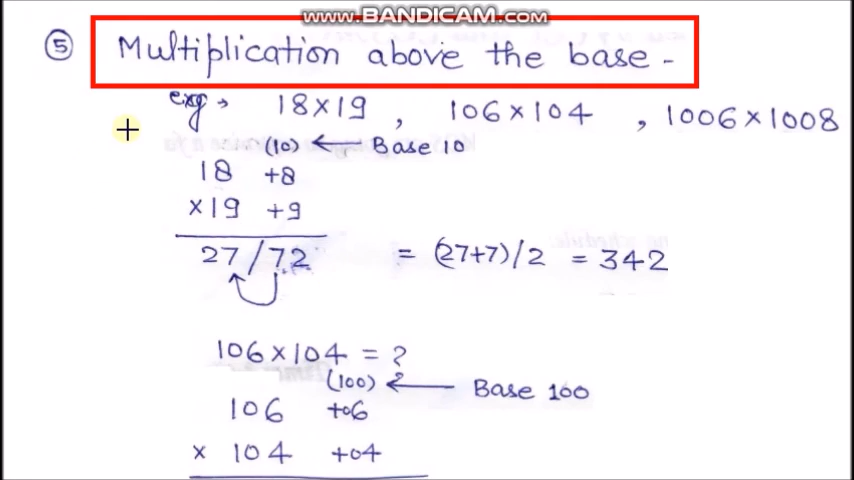 www.BANDICAM.com
⑤ Multiplication above the base -
eg → 18×19 , 106×104 , 1006×1008
(10) ← Base 10
18 +8
×19 +9
27/72 = (27+7)/2 = 342
106×104 = ?
(100) ← Base 100
106 +06
× 104 +04